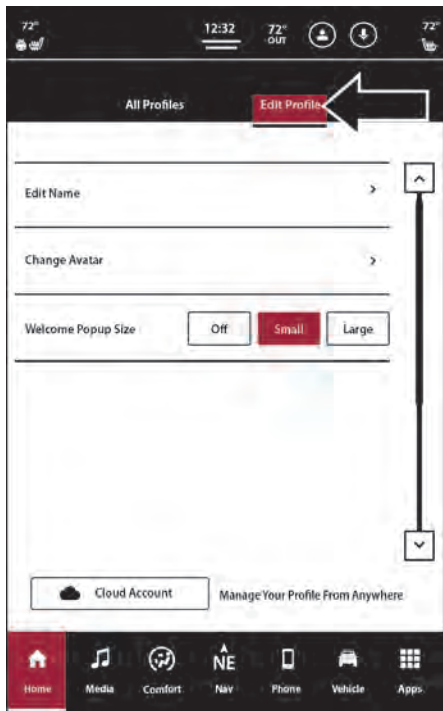 72° 12:32 72° OUT 72°
All Profiles Edit Profile
Edit Name
Change Avatar
Welcome Popup Size Off Small Large
Cloud Account Manage Your Profile From Anywhere
NE
Home Media Comfort Nav Phone Vehicle Apps